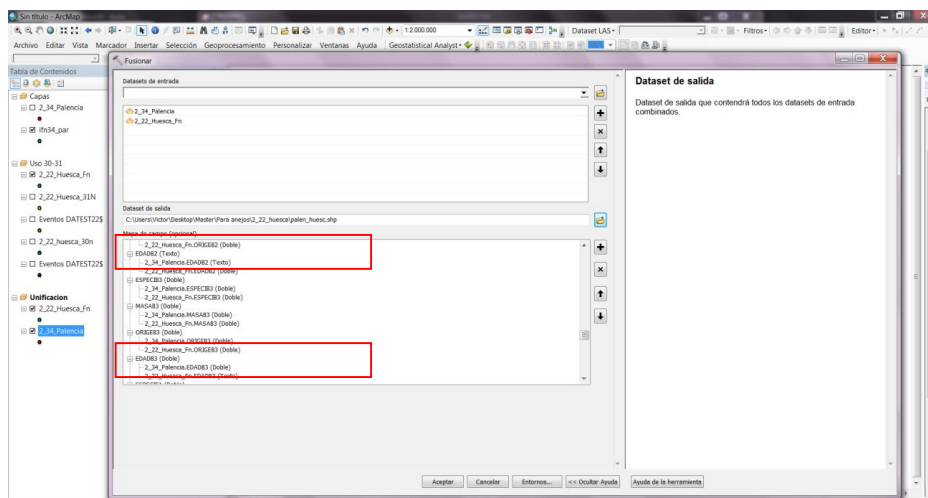 Sin título - ArcMap
1:2.000.000
Dataset LAS
Filtros
Editor
Archivo Editar Vista Marcador Insertar Selección Geoprocesamiento Personalizar Ventanas Ayuda Geostatistical Analyst
Tabla de Contenidos
Capas
2_34_Palencia
ifn34_par
Uso 30-31
2_22_Huesca_Fn
2_22_Huesca_31N
Eventos DATEST22$
2_22_huesca_30n
Eventos DATEST22$
Unificacion
2_22_Huesca_Fn
2_34_Palencia
Fusionar
Datasets de entrada
2_34_Palencia
2_22_Huesca_Fn
Dataset de salida
C:\Users\Victor\Desktop\Master\Para anejos\2_22_huesca\palen_huesc.shp
Mapa de campo (opcional)
2_22_Huesca_Fn.ORIGEB2 (Doble)
EDADB2 (Texto)
2_34_Palencia.EDADB2 (Texto)
2_22_Huesca_Fn.EDADB2 (Doble)
ESPECIB3 (Doble)
2_34_Palencia.ESPECIB3 (Doble)
2_22_Huesca_Fn.ESPECIB3 (Doble)
MASAB3 (Doble)
2_34_Palencia.MASAB3 (Doble)
2_22_Huesca_Fn.MASAB3 (Doble)
ORIGEB3 (Doble)
2_34_Palencia.ORIGEB3 (Doble)
2_22_Huesca_Fn.ORIGEB3 (Doble)
EDADB3 (Doble)
2_34_Palencia.EDADB3 (Doble)
2_22_Huesca_Fn.EDADB3 (Texto)
Aceptar
Cancelar
Entornos...
<< Ocultar Ayuda
Dataset de salida
Dataset de salida que contendrá todos los datasets de entrada
combinados.
Ayuda de la herramienta